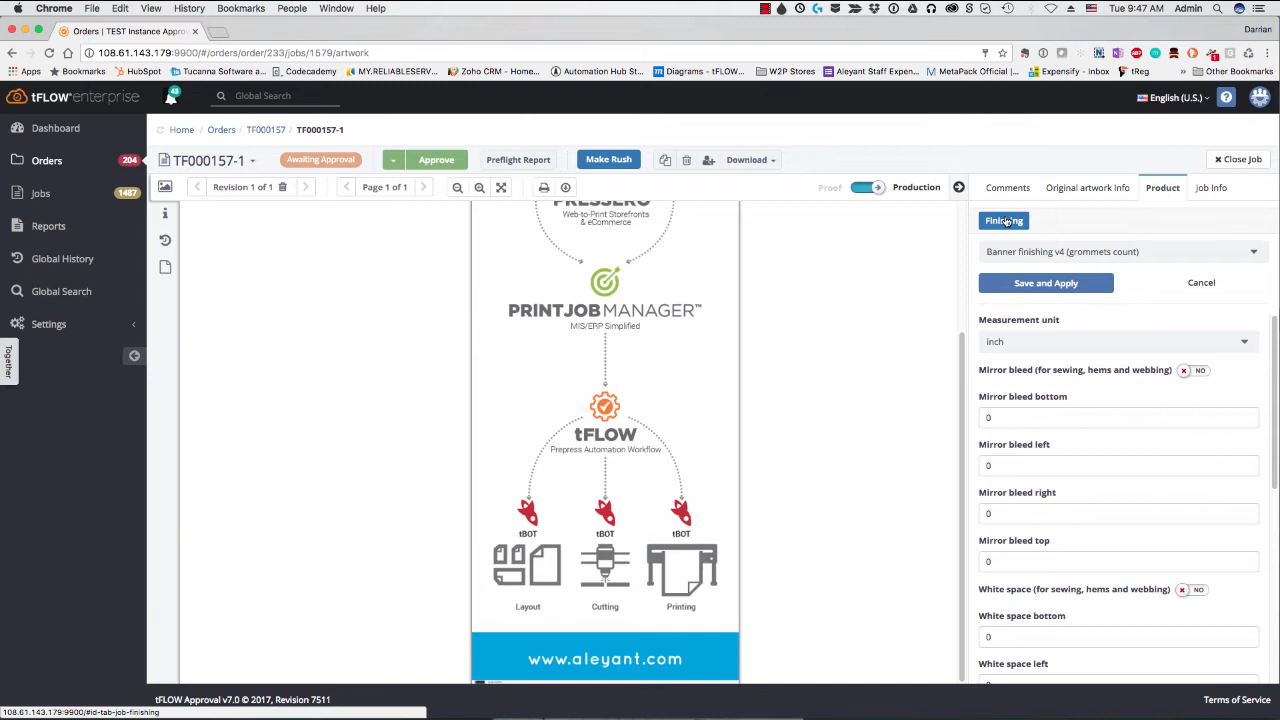 Chrome File Edit View History Bookmarks People Window Help
Tue 9:47 AM Admin
Orders | TEST Instance Appro
Darrian
108.61.143.179:9900/#/orders/order/233/jobs/1579/artwork
Apps Bookmarks HubSpot Tucanna Software a... Codecademy MY.RELIABLESERV... Zoho CRM - Home... Automation Hub St... Diagrams - tFLOW... W2P Stores Aleyant Staff Expen... MetaPack Official |... Expensify - Inbox tReg Other Bookmarks
tFLOW enterprise 43 Global Search English (U.S.) ?
Dashboard
Orders 204
Jobs 1487
Reports
Global History
Global Search
Settings
Together
Home / Orders / TF000157 / TF000157-1
TF000157-1 Awaiting Approval Approve Preflight Report Make Rush Download Close Job
Revision 1 of 1 Page 1 of 1 Proof Production
Comments Original artwork Info Product Job Info
PRESSERO
Web-to-Print Storefronts
& eCommerce
PRINTJOBMANAGER™
MIS/ERP Simplified
tFLOW
Prepress Automation Workflow
tBOT tBOT tBOT
Layout Cutting Printing
www.aleyant.com
Finishing
Banner finishing v4 (grommets count)
Save and Apply Cancel
Measurement unit
inch
Mirror bleed (for sewing, hems and webbing) NO
Mirror bleed bottom
0
Mirror bleed left
0
Mirror bleed right
0
Mirror bleed top
0
White space (for sewing, hems and webbing) NO
White space bottom
0
White space left
tFLOW Approval v7.0 © 2017, Revision 7511
Terms of Service
108.61.143.179:9900/#id-tab-job-finishing